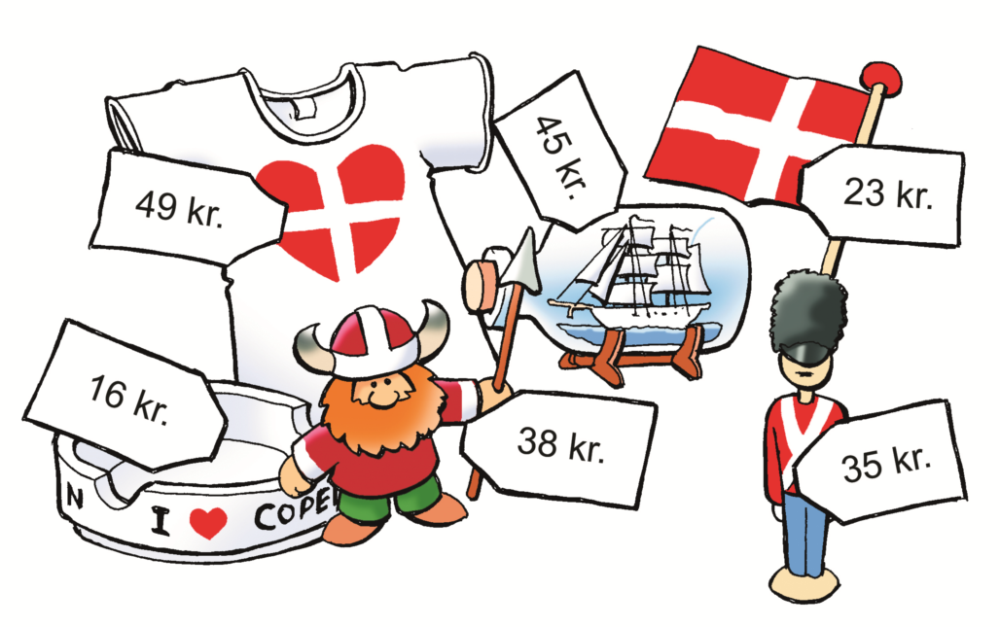 45 kr.
49 kr.
23 kr.
16 kr.
38 kr.
35 kr.
N I ♥ COPE